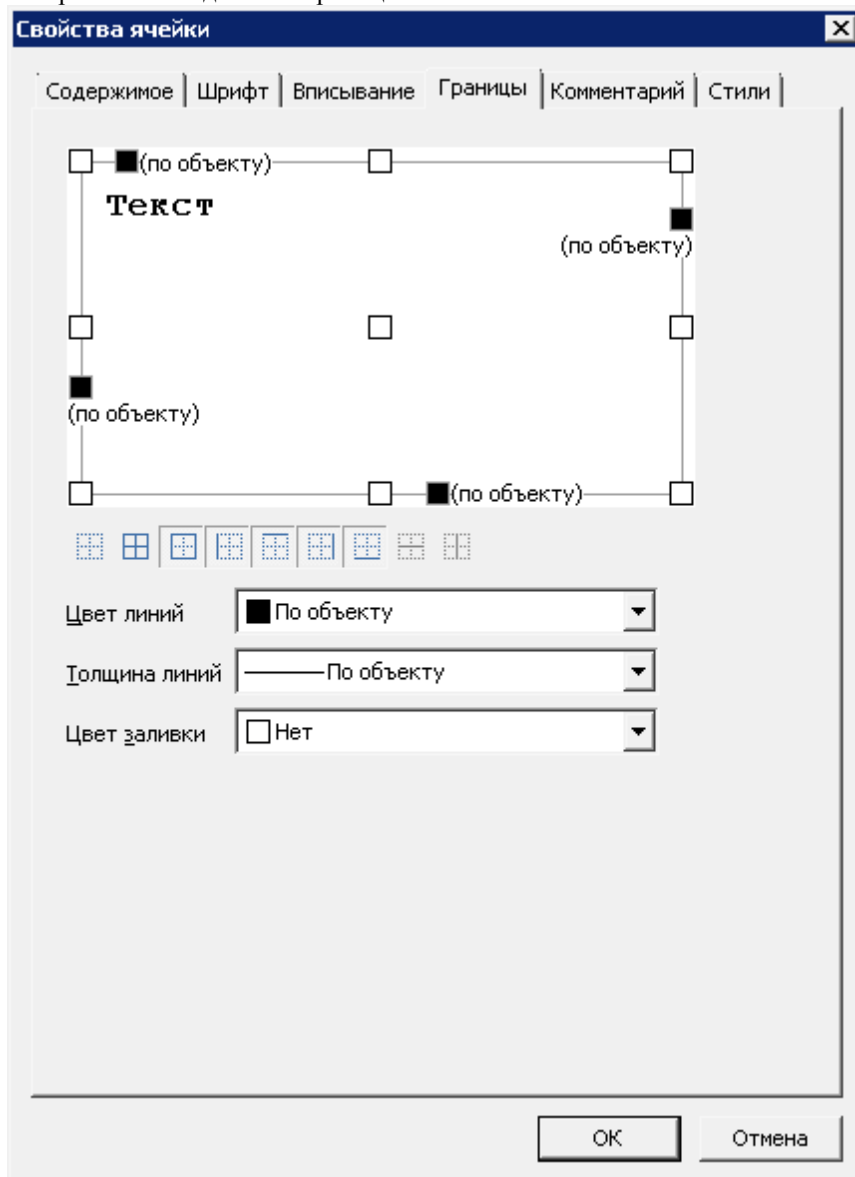 Свойства ячейки
Содержимое Шрифт Вписывание Границы Комментарий Стили
(по объекту)
Текст
(по объекту)
(по объекту)
(по объекту)
Цвет линий По объекту
Толщина линий По объекту
Цвет заливки Нет
ОК Отмена